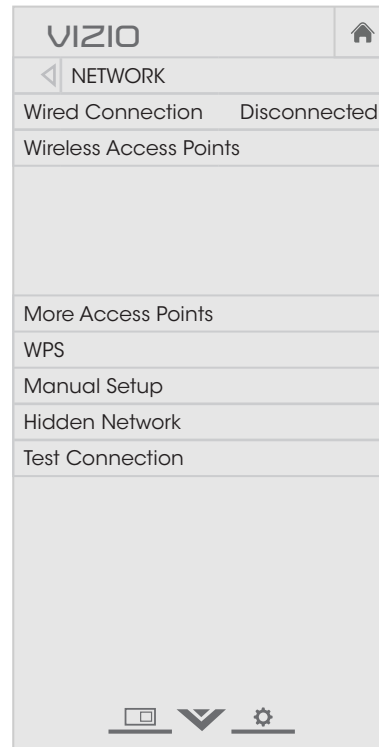 VIZIO
NETWORK
Wired Connection Disconnected
Wireless Access Points
More Access Points
WPS
Manual Setup
Hidden Network
Test Connection